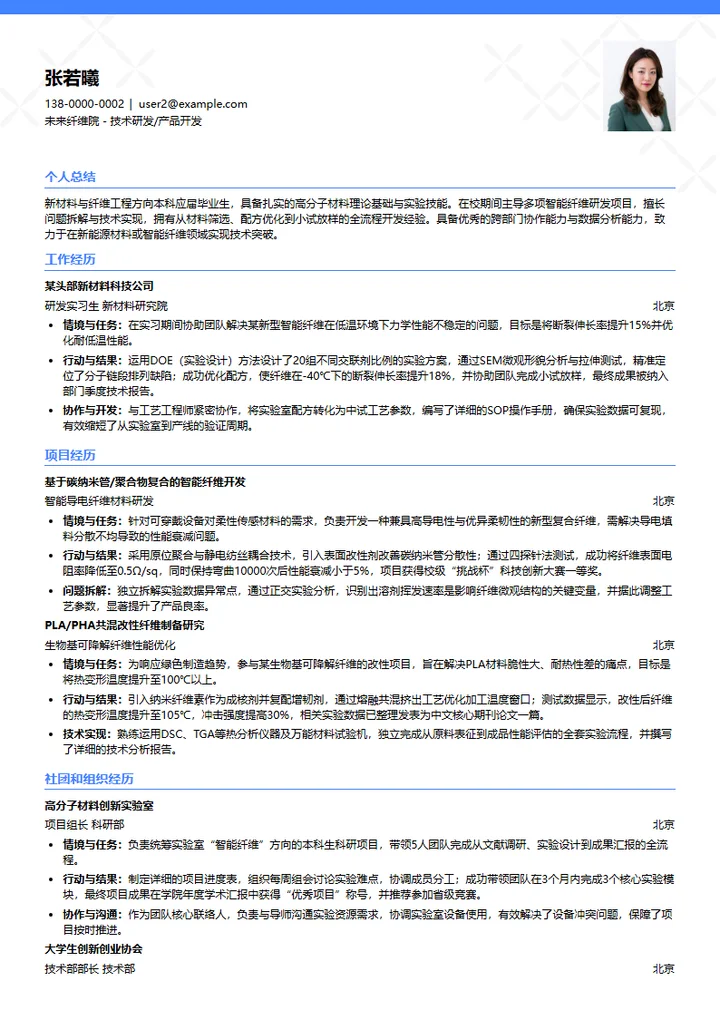 张若曦
138-0000-0002 | user2@example.com
未来纤维院 - 技术研发/产品开发
个人总结
新材料与纤维工程方向本科应届毕业生，具备扎实的高分子材料理论基础与实验技能。在校期间主导多项智能纤维研发项目，擅长
问题拆解与技术实现，拥有从材料筛选、配方优化到小试放样的全流程开发经验。具备优秀的跨部门协作能力与数据分析能力，致
力于在新能源材料或智能纤维领域实现技术突破。
工作经历
某头部新材料科技公司
研发实习生 新材料研究院 北京
• 情境与任务：在实习期间协助团队解决某新型智能纤维在低温环境下力学性能不稳定的问题，目标是将断裂伸长率提升15%并优
化耐低温性能。
• 行动与结果：运用DOE（实验设计）方法设计了20组不同交联剂比例的实验方案，通过SEM微观形貌分析与拉伸测试，精准定
位了分子链段排列缺陷；成功优化配方，使纤维在-40℃下的断裂伸长率提升18%，并协助团队完成小试放样，最终成果被纳入
部门季度技术报告。
• 协作与开发：与工艺工程师紧密协作，将实验室配方转化为中试工艺参数，编写了详细的SOP操作手册，确保实验数据可复现，
有效缩短了从实验室到产线的验证周期。
项目经历
基于碳纳米管/聚合物复合的智能纤维开发
智能导电纤维材料研发 北京
• 情境与任务：针对可穿戴设备对柔性传感材料的需求，负责开发一种兼具高导电性与优异柔韧性的新型复合纤维，需解决导电填
料分散不均导致的性能衰减问题。
• 行动与结果：采用原位聚合与静电纺丝耦合技术，引入表面改性剂改善碳纳米管分散性；通过四探针法测试，成功将纤维表面电
阻率降低至0.5Ω/sq，同时保持弯曲10000次后性能衰减小于5%，项目获得校级“挑战杯”科技创新大赛一等奖。
• 问题拆解：独立拆解实验数据异常点，通过正交实验分析，识别出溶剂挥发速率是影响纤维微观结构的关键变量，并据此调整工
艺参数，显著提升了产品良率。
PLA/PHA共混改性纤维制备研究
生物基可降解纤维性能优化 北京
• 情境与任务：为响应绿色制造趋势，参与某生物基可降解纤维的改性项目，旨在解决PLA材料脆性大、耐热性差的痛点，目标是
将热变形温度提升至100℃以上。
• 行动与结果：引入纳米纤维素作为成核剂并复配增韧剂，通过熔融共混挤出工艺优化加工温度窗口；测试数据显示，改性后纤维
的热变形温度提升至105℃，冲击强度提高30%，相关实验数据已整理发表为中文核心期刊论文一篇。
• 技术实现：熟练运用DSC、TGA等热分析仪器及万能材料试验机，独立完成从原料表征到成品性能评估的全套实验流程，并撰写
了详细的技术分析报告。
社团和组织经历
高分子材料创新实验室
项目组长 科研部 北京
• 情境与任务：负责统筹实验室“智能纤维”方向的本科生科研项目，带领5人团队完成从文献调研、实验设计到成果汇报的全流
程。
• 行动与结果：制定详细的项目进度表，组织每周组会讨论实验难点，协调成员分工；成功带领团队在3个月内完成3个核心实验模
块，最终项目成果在学院年度学术汇报中获得“优秀项目”称号，并推荐参加省级竞赛。
• 协作与沟通：作为团队核心联络人，负责与导师沟通实验资源需求，协调实验室设备使用，有效解决了设备冲突问题，保障了项
目按时推进。
大学生创新创业协会
技术部部长 技术部 北京